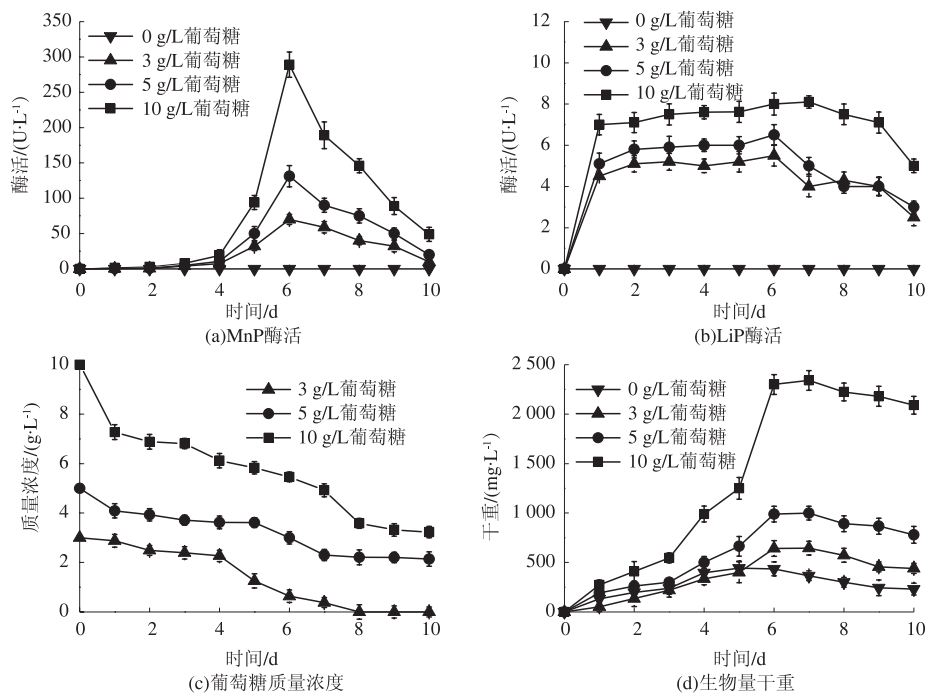 350
300
250
200
150
100
50
0
酶活/(U·L-1)
0 g/L葡萄糖
3 g/L葡萄糖
5 g/L葡萄糖
10 g/L葡萄糖
0 2 4 6 8 10
时间/d
(a)MnP酶活
12
10
8
6
4
2
0
酶活/(U·L-1)
0 g/L葡萄糖
3 g/L葡萄糖
5 g/L葡萄糖
10 g/L葡萄糖
0 2 4 6 8 10
时间/d
(b)LiP酶活
10
8
6
4
2
0
质量浓度/(g·L-1)
3 g/L葡萄糖
5 g/L葡萄糖
10 g/L葡萄糖
0 2 4 6 8 10
时间/d
(c)葡萄糖质量浓度
2 500
2 000
1 500
1 000
500
0
干重/(mg·L-1)
0 g/L葡萄糖
3 g/L葡萄糖
5 g/L葡萄糖
10 g/L葡萄糖
0 2 4 6 8 10
时间/d
(d)生物量干重